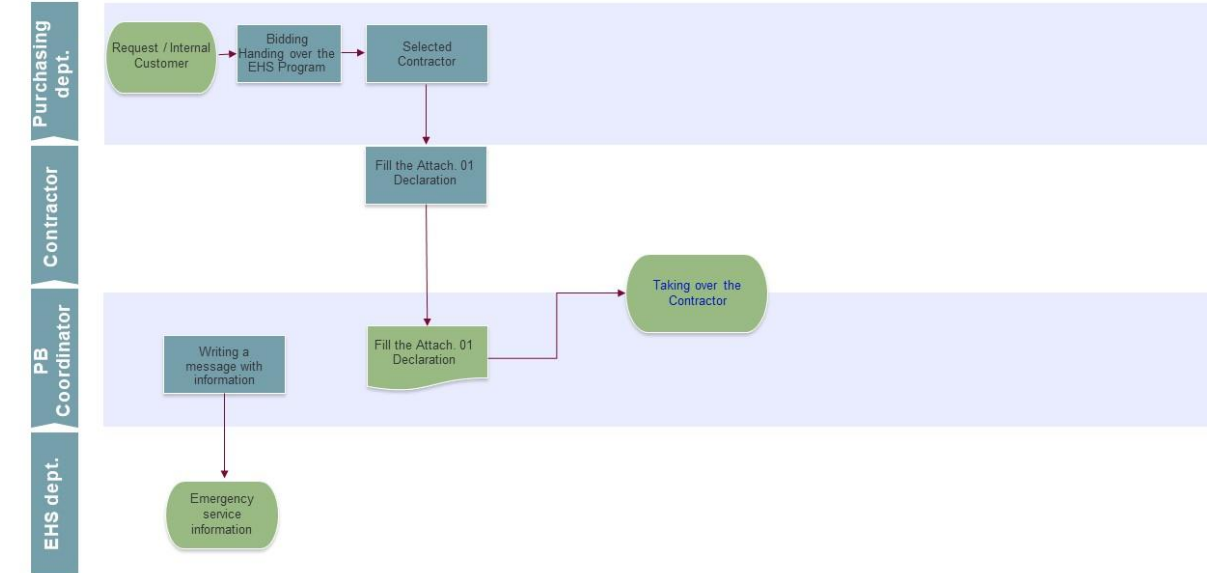 Purchasing
dept.
Request / Internal
Customer
Bidding
Handing over the
EHS Program
Selected
Contractor
Contractor
Fill the Attach. 01
Declaration
Taking over the
Contractor
PB
Coordinator
Writing a
message with
information
Fill the Attach. 01
Declaration
EHS dept.
Emergency
service
information